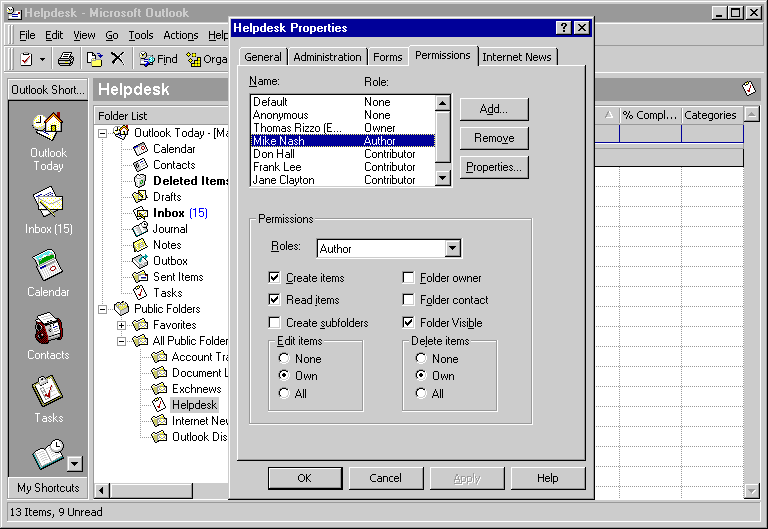 Helpdesk - Microsoft Outlook
File Edit View Go Tools Actions Help
Find Orga
Outlook Short...
Helpdesk
Outlook Today
Inbox (15)
Calendar
Contacts
Tasks
My Shortcuts
Folder List
Outlook Today - [Ma
Calendar
Contacts
Deleted Items
Drafts
Inbox (15)
Journal
Notes
Outbox
Sent Items
Tasks
Public Folders
Favorites
All Public Folder
Account Tra
Document L
Exchnews
Helpdesk
Internet New
Outlook Dis
% Compl... Categories
Helpdesk Properties
General Administration Forms Permissions Internet News
Name: Role:
Default None
Anonymous None
Thomas Rizzo (E... Owner
Mike Nash Author
Don Hall Contributor
Frank Lee Contributor
Jane Clayton Contributor
Add...
Remove
Properties...
Permissions
Roles: Author
Create items Folder owner
Read items Folder contact
Create subfolders Folder Visible
Edit items Delete items
None None
Own Own
All All
OK Cancel Apply Help
13 Items, 9 Unread